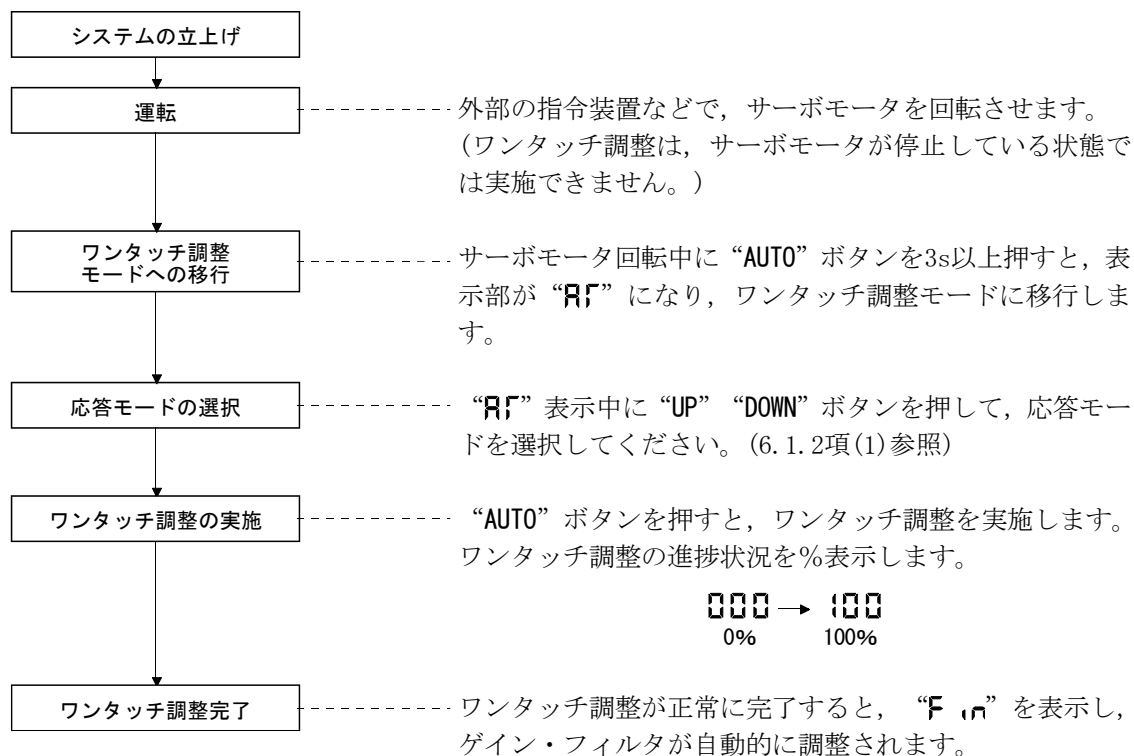 システムの立上げ
運転
外部の指令装置などで，サーボモータを回転させます。
(ワンタッチ調整は，サーボモータが停止している状態で
は実施できません。)
ワンタッチ調整
モードへの移行
サーボモータ回転中に“AUTO”ボタンを3s以上押すと，表
示部が“AΓ”になり，ワンタッチ調整モードに移行しま
す。
応答モードの選択
“AΓ”表示中に“UP”“DOWN”ボタンを押して，応答モー
ドを選択してください。(6.1.2項(1)参照)
ワンタッチ調整の実施
“AUTO”ボタンを押すと，ワンタッチ調整を実施します。
ワンタッチ調整の進捗状況を％表示します。
000 → 100
0% 100%
ワンタッチ調整完了
ワンタッチ調整が正常に完了すると，“F in”を表示し，
ゲイン・フィルタが自動的に調整されます。